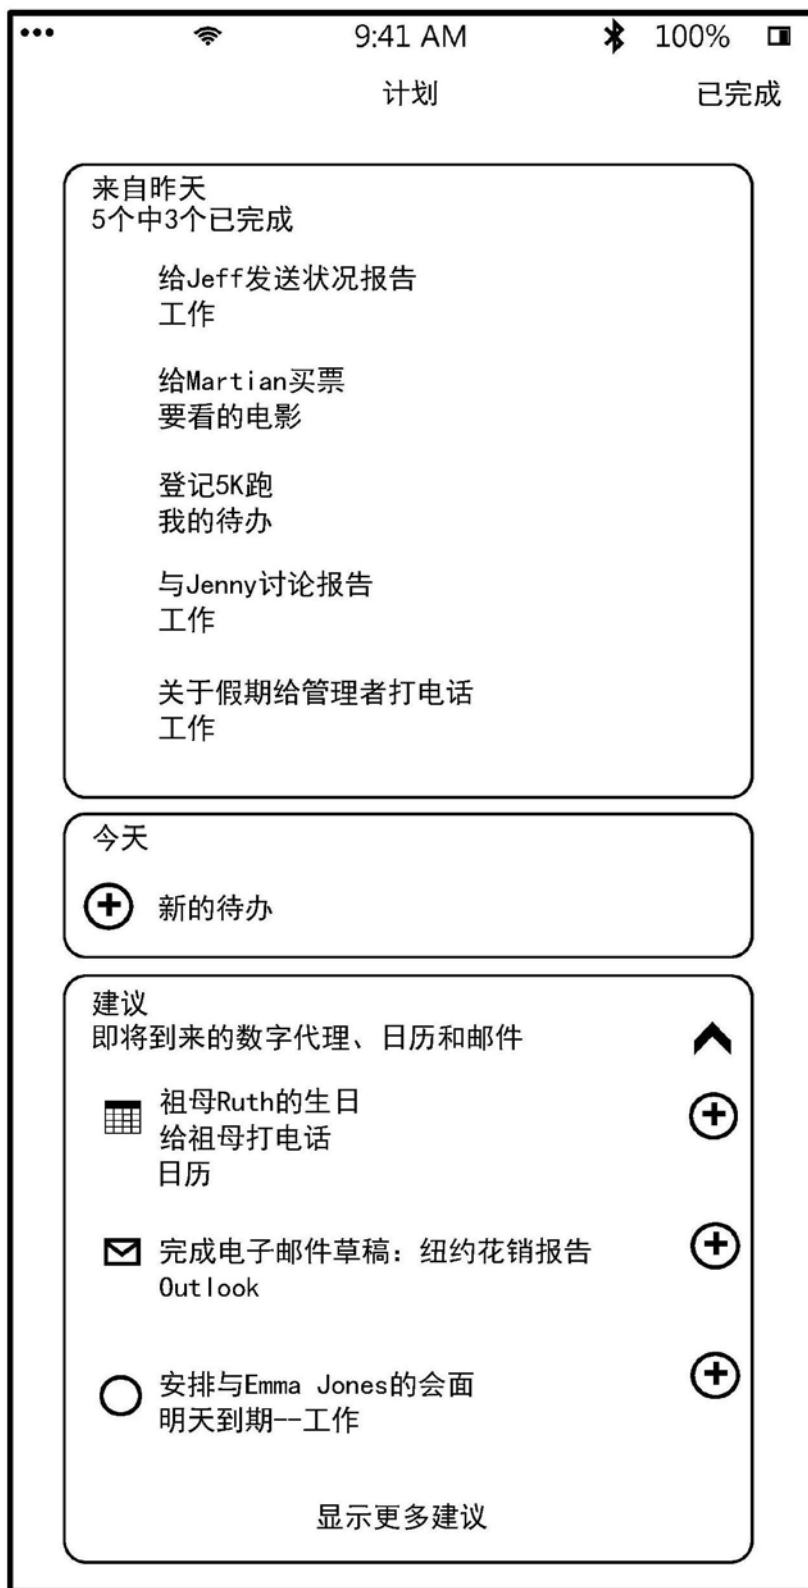 9:41 AM 100%
计划 已完成
来自昨天
5个中3个已完成
给Jeff发送状况报告
工作
给Martian买票
要看的电影
登记5K跑
我的待办
与Jenny讨论报告
工作
关于假期给管理者打电话
工作
今天
新的待办
建议
即将到来的数字代理、日历和邮件
祖母Ruth的生日
给祖母打电话
日历
完成电子邮件草稿：纽约花销报告
Outlook
安排与Emma Jones的会面
明天到期--工作
显示更多建议